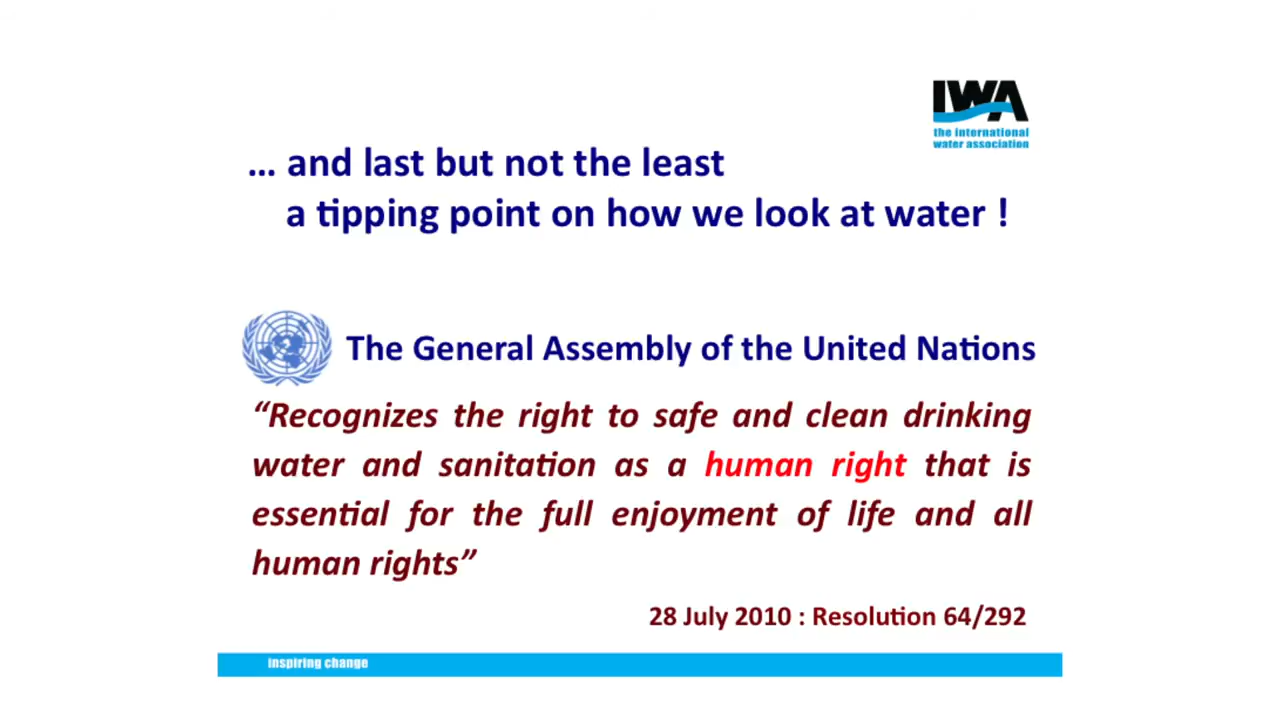 IWA
the international
water association
... and last but not the least
a tipping point on how we look at water !
The General Assembly of the United Nations
“Recognizes the right to safe and clean drinking
water and sanitation as a human right that is
essential for the full enjoyment of life and all
human rights”
28 July 2010 : Resolution 64/292
inspiring change